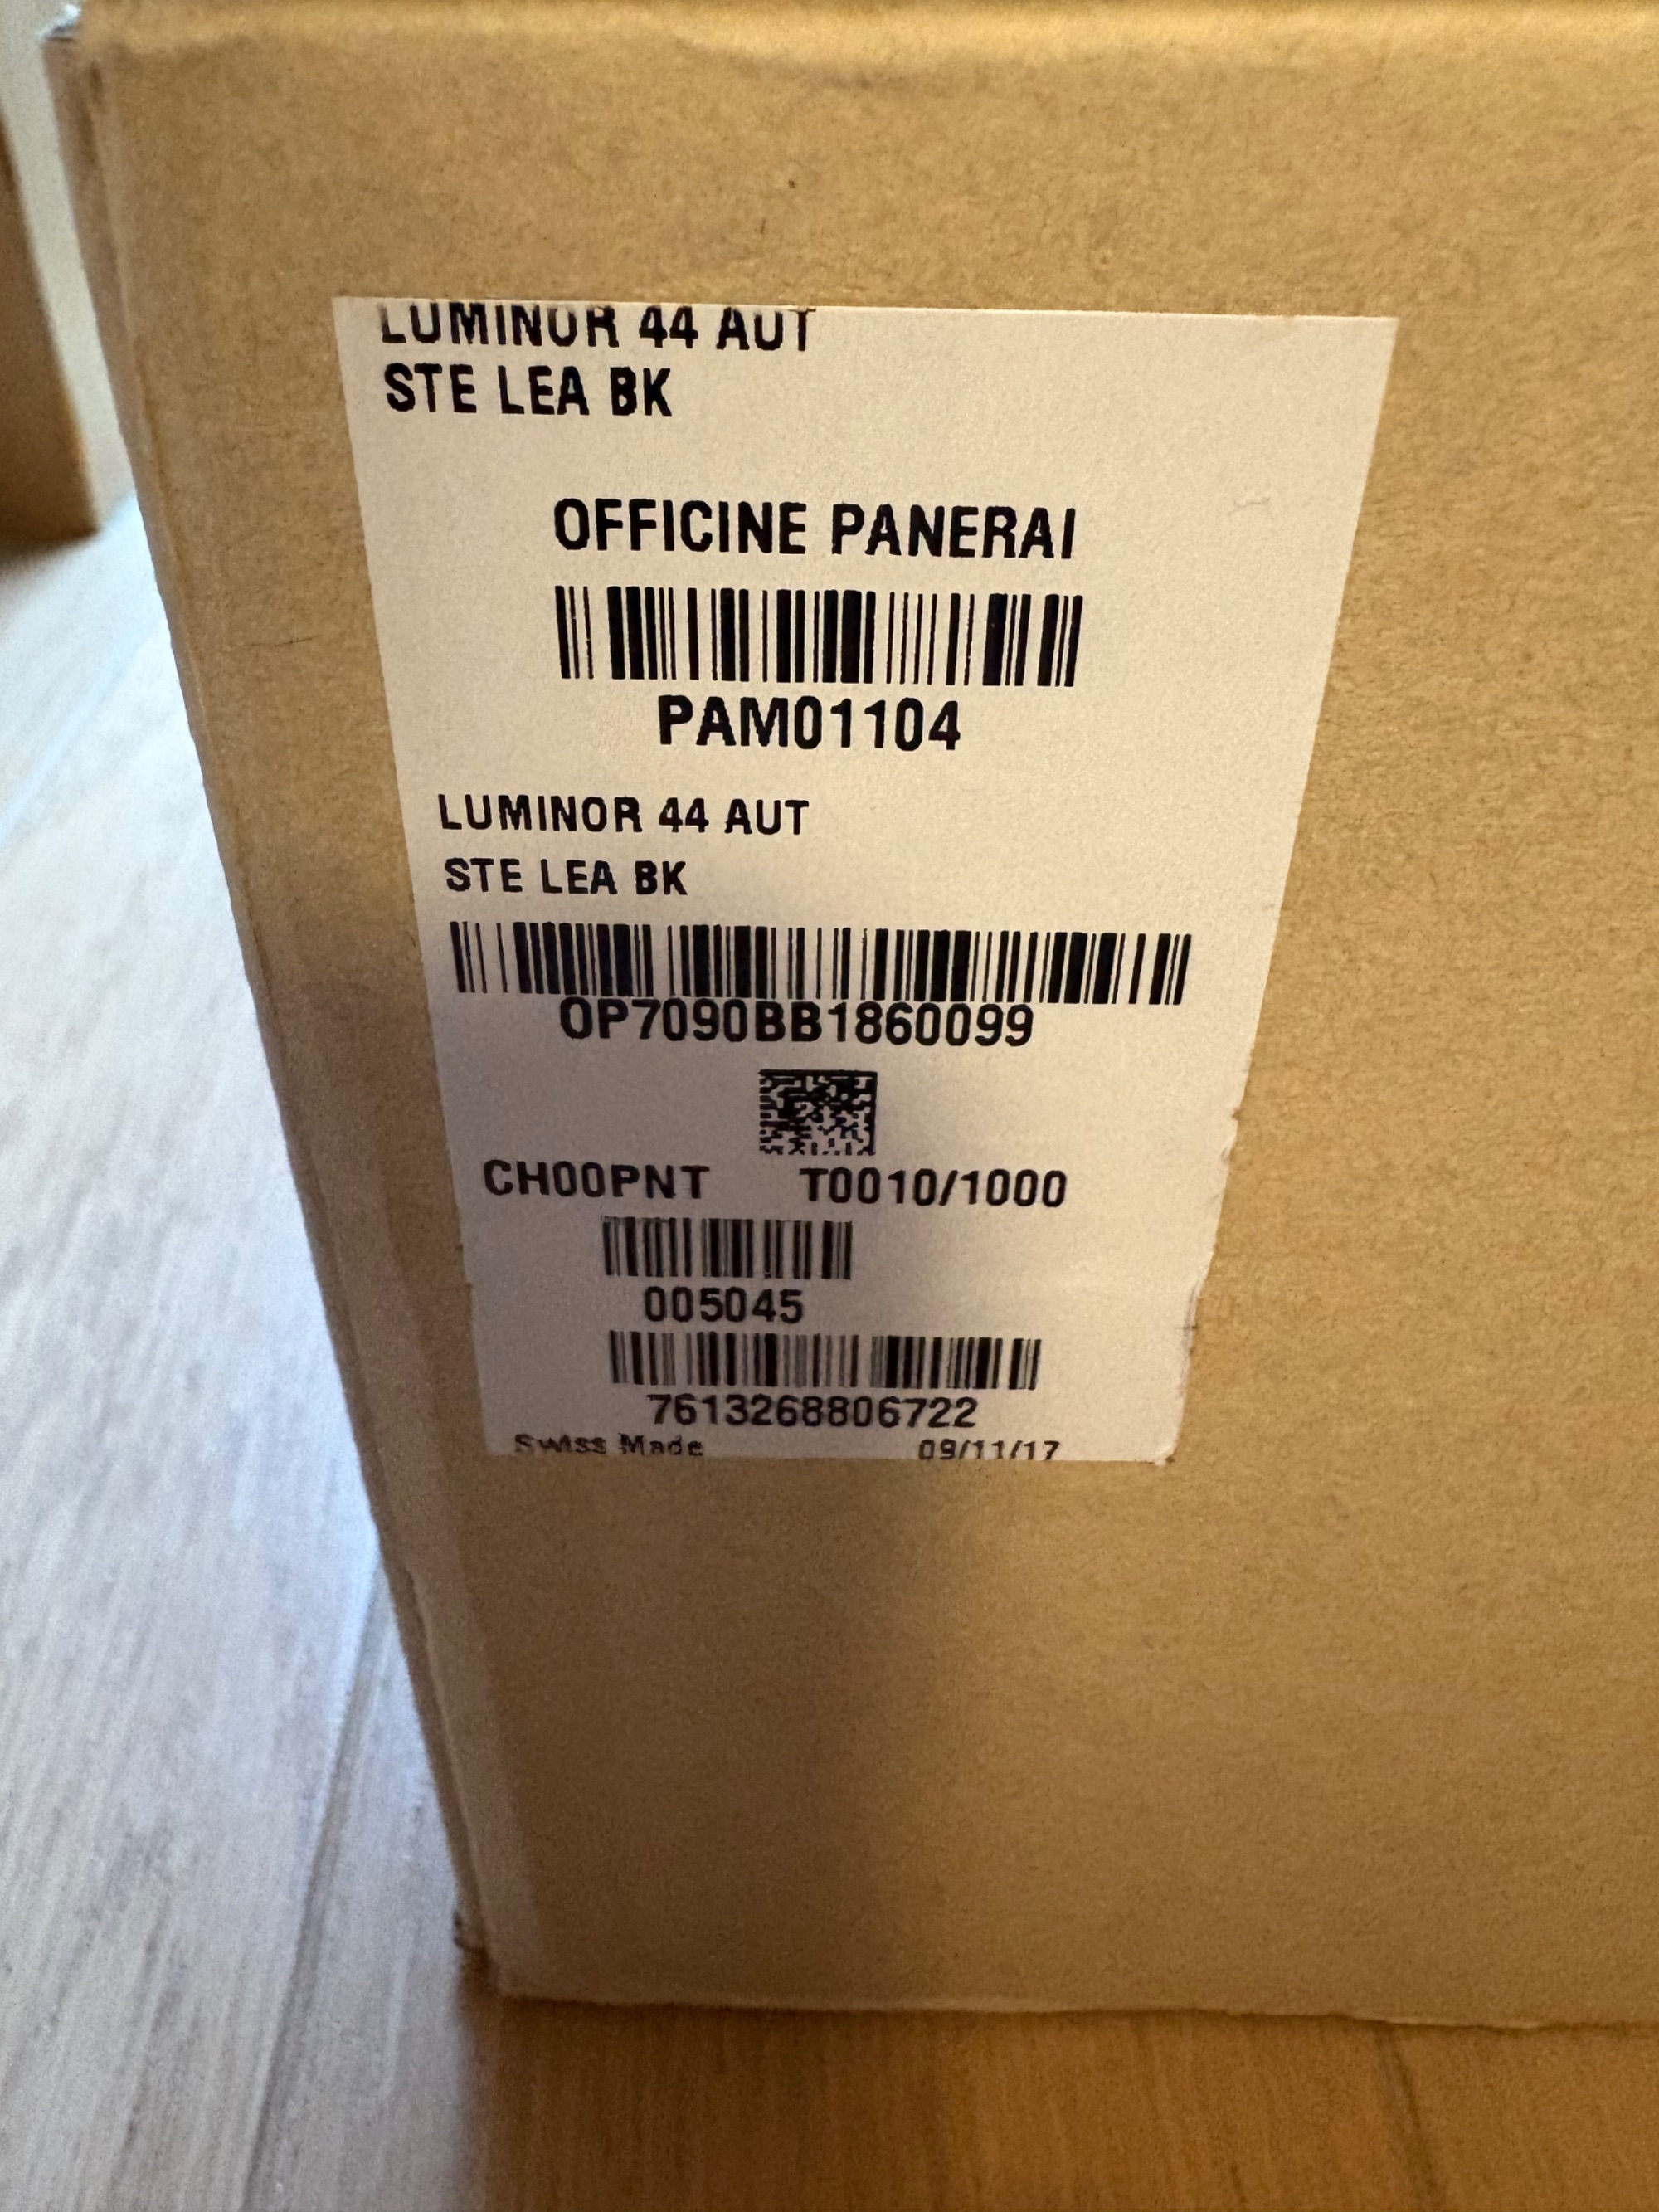 LUMINOR 44 AUT
STE LEA BK
OFFICINE PANERAI
PAM01104
LUMINOR 44 AUT
STE LEA BK
OP7090BB1860099
CH00PNT T0010/1000
005045
7613268806722
Swiss Made 09/11/17